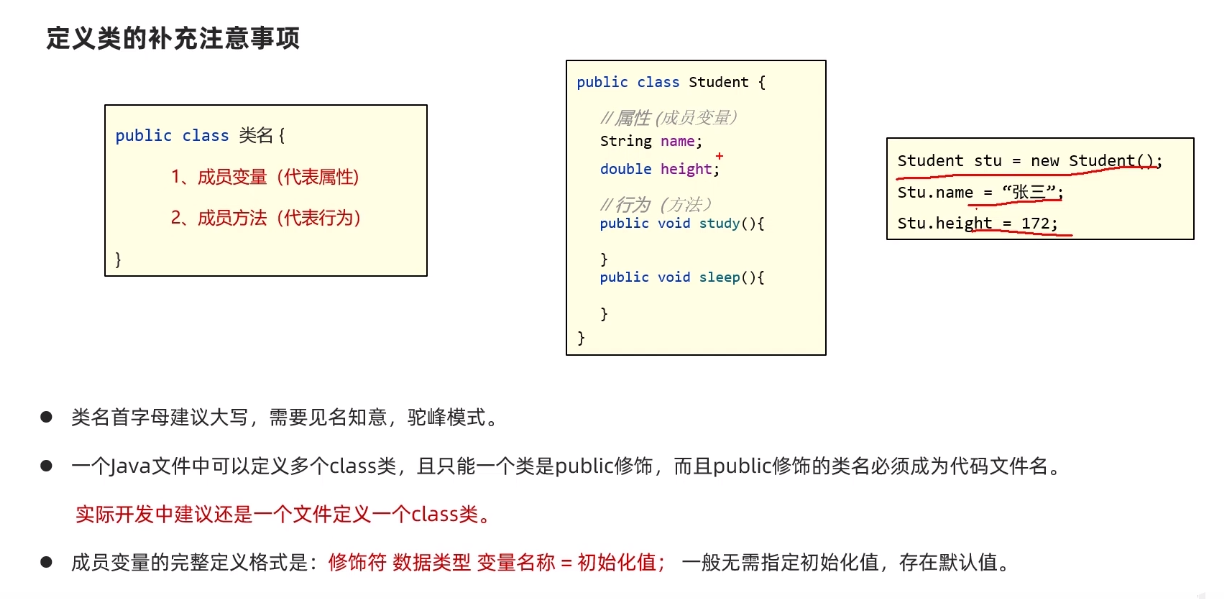 定义类的补充注意事项
public class 类名 {
1、成员变量（代表属性)
2、成员方法（代表行为）
}
public class Student {
// 属性 (成员变量）
String name;
double height;
// 行为（方法）
public void study(){
}
public void sleep(){
}
}
Student stu = new Student();
Stu.name = “张三”;
Stu.height = 172;
● 类名首字母建议大写，需要见名知意，驼峰模式。
● 一个Java文件中可以定义多个class类，且只能一个类是public修饰，而且public修饰的类名必须成为代码文件名。
实际开发中建议还是一个文件定义一个class类。
● 成员变量的完整定义格式是：修饰符 数据类型 变量名称 = 初始化值； 一般无需指定初始化值，存在默认值。